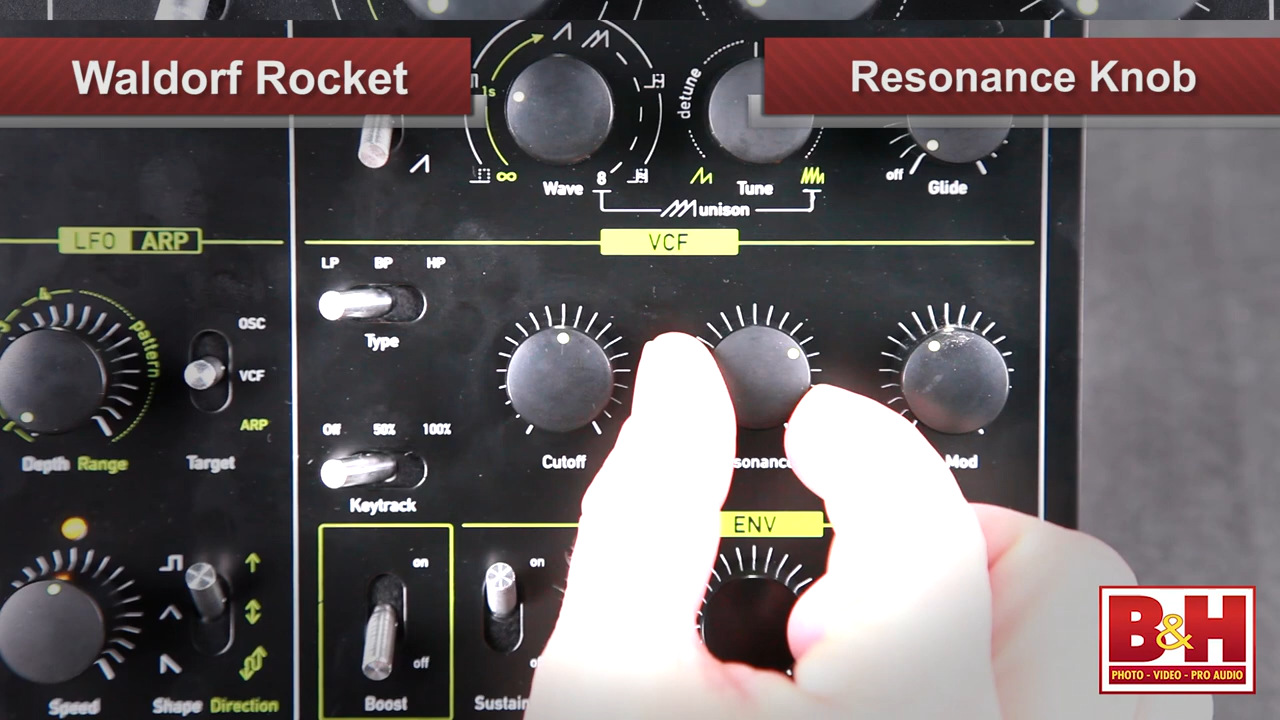 Waldorf Rocket
Resonance Knob
1s
∞
Wave
8
detune
Tune
unison
off
Glide
LFO ARP
VCF
LP BP HP
Type
4
pattern
OSC
VCF
ARP
Depth Range
Target
Off 50% 100%
Keytrack
Cutoff
sonance
Mod
ENV
on
off
Boost
on
Sustain
Speed
Shape Direction
B&H
PHOTO - VIDEO - PRO AUDIO